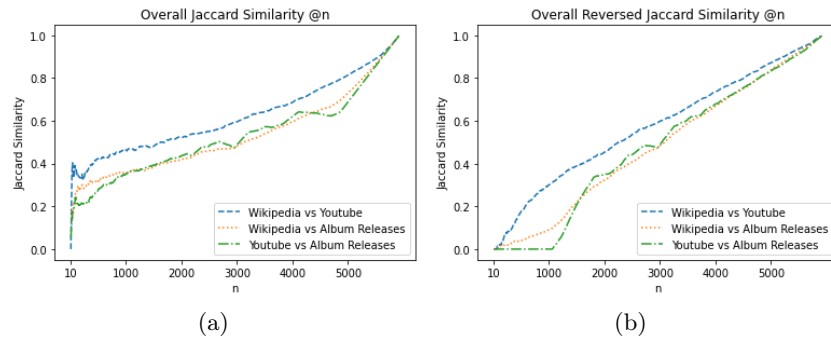 Overall Jaccard Similarity @n
Jaccard Similarity
1.0
0.8
0.6
0.4
0.2
0.0
Wikipedia vs Youtube
Wikipedia vs Album Releases
Youtube vs Album Releases
10 1000 2000 3000 4000 5000
n
(a)
Overall Reversed Jaccard Similarity @n
Jaccard Similarity
1.0
0.8
0.6
0.4
0.2
0.0
Wikipedia vs Youtube
Wikipedia vs Album Releases
Youtube vs Album Releases
10 1000 2000 3000 4000 5000
n
(b)